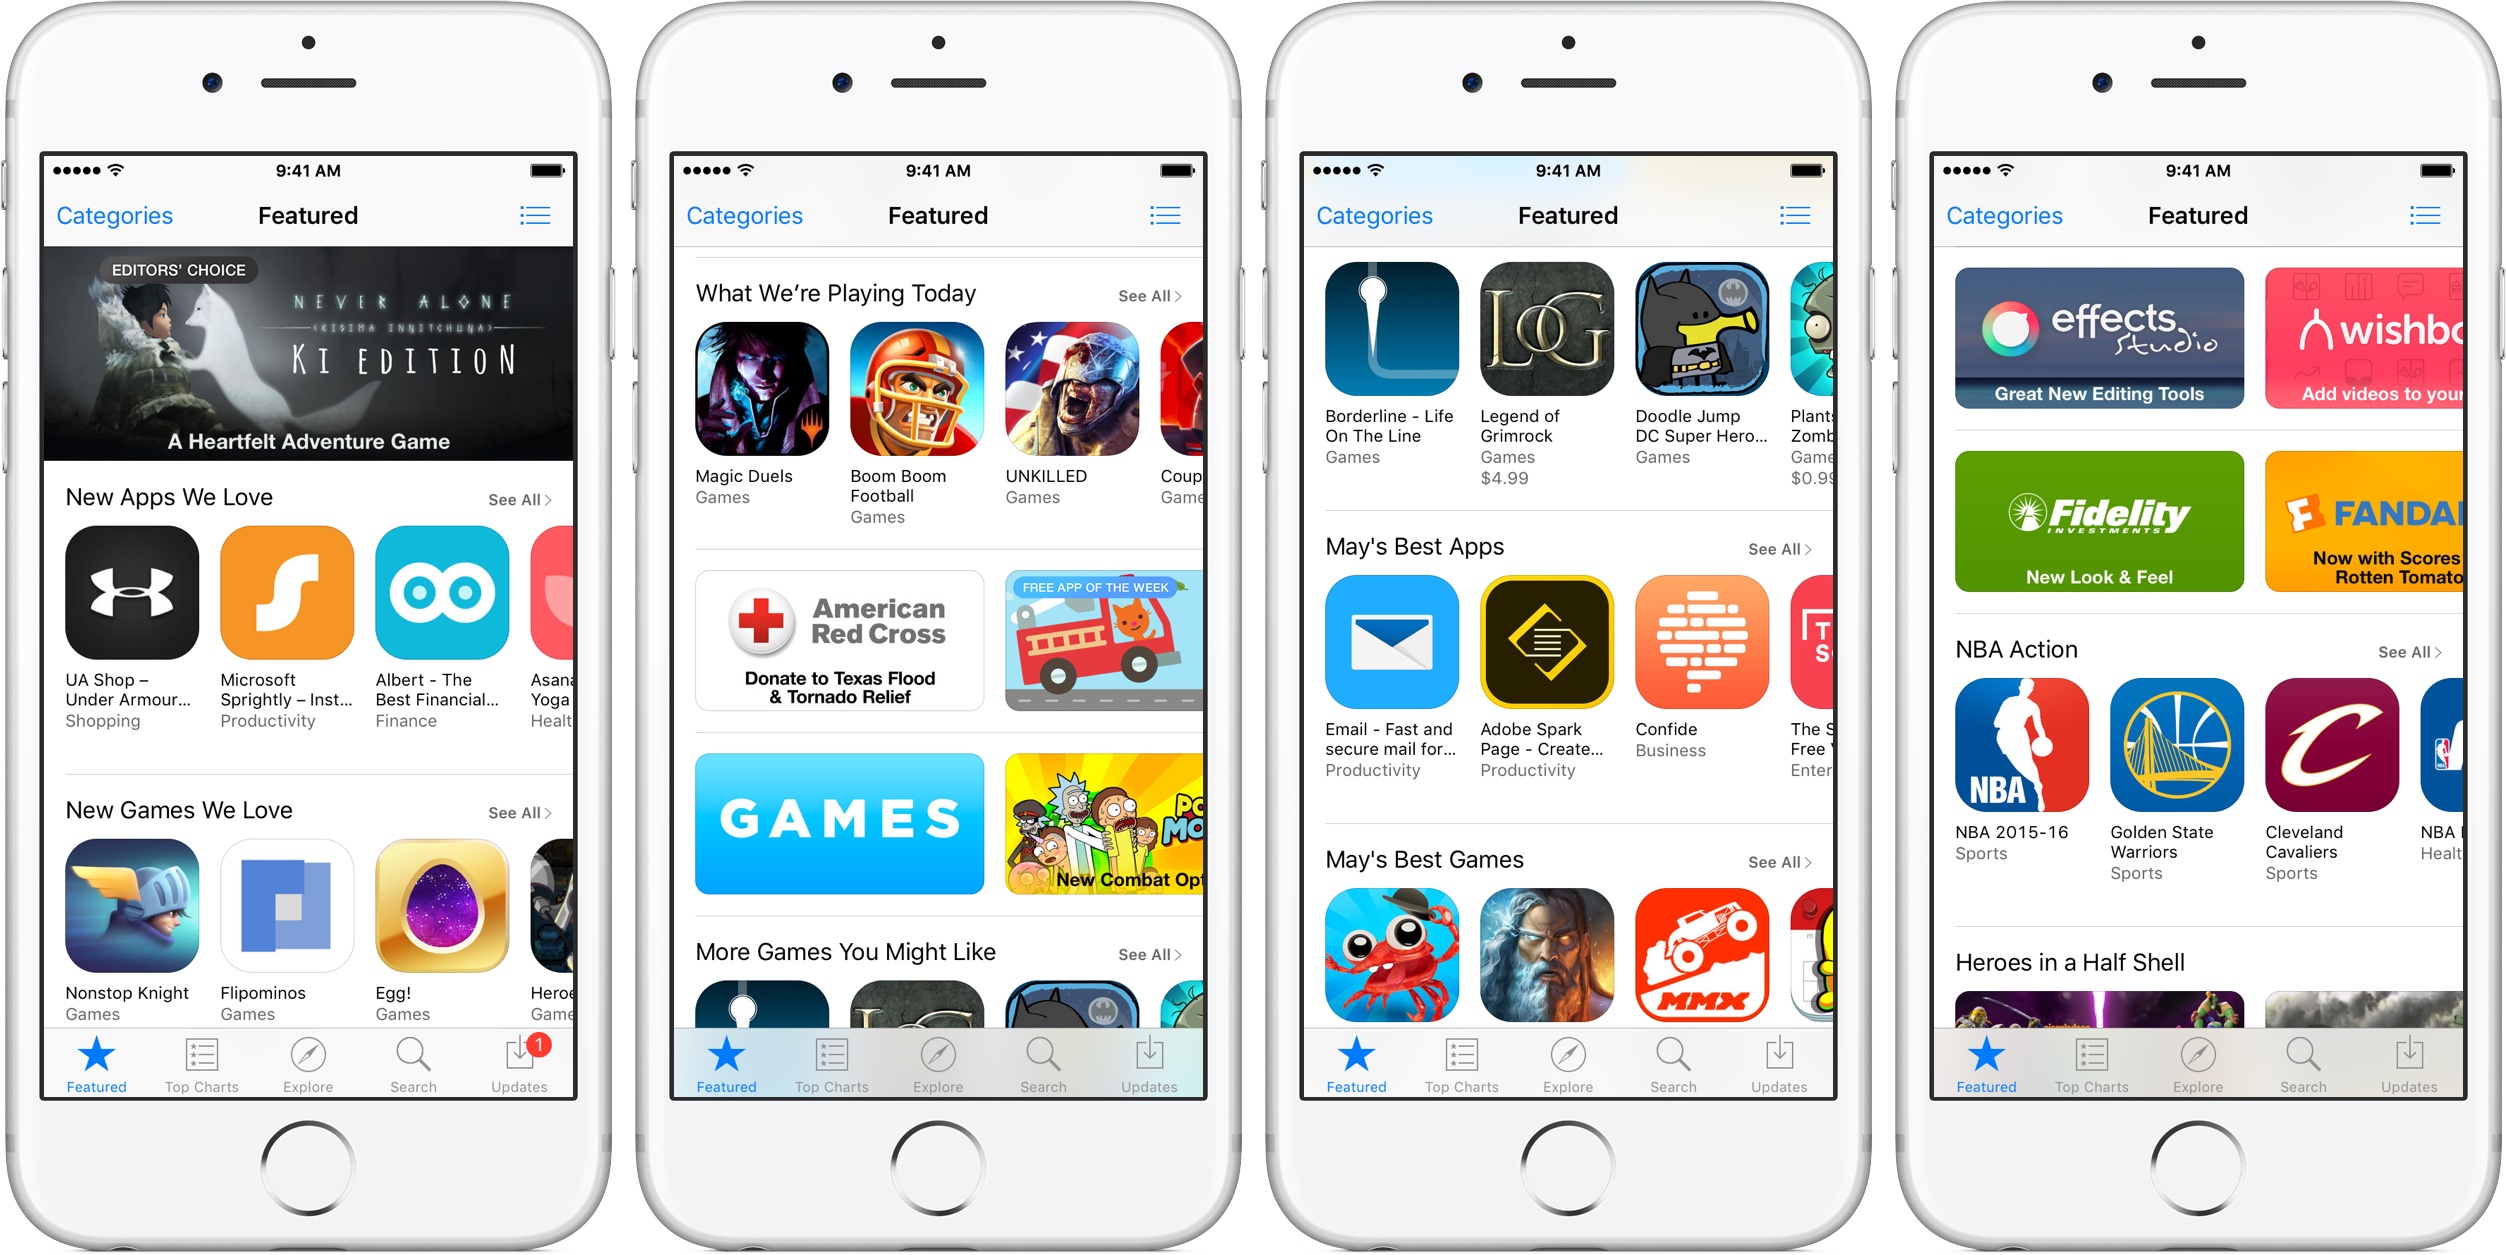 9:41 AM
Categories
Featured
EDITORS' CHOICE
NEVER ALONE
(KISIMA INNITCHUNA)
KI EDITION
A Heartfelt Adventure Game
New Apps We Love
See All
UA Shop –
Under Armour...
Shopping
Microsoft
Sprightly – Inst...
Productivity
Albert - The
Best Financial...
Finance
Asana
Yoga
Healt
New Games We Love
See All
Nonstop Knight
Games
Flipominos
Games
Egg!
Games
Heroe
Game
Featured
Top Charts
Explore
Search
1
Updates
9:41 AM
Categories
Featured
What We're Playing Today
See All
Magic Duels
Games
Boom Boom
Football
Games
UNKILLED
Games
Coup
Game
American
Red Cross
Donate to Texas Flood
& Tornado Relief
FREE APP OF THE WEEK
GAMES
PO
MO
New Combat Opt
More Games You Might Like
See All
Featured
Top Charts
Explore
Search
Updates
9:41 AM
Categories
Featured
Borderline - Life
On The Line
Games
LOG
Legend of
Grimrock
Games
$4.99
Doodle Jump
DC Super Hero...
Games
Plants
Zomb
Game
$0.99
May's Best Apps
See All
Email - Fast and
secure mail for...
Productivity
Adobe Spark
Page - Create...
Productivity
Confide
Business
T
S
The S
Free
Enter
May's Best Games
See All
MMX
Featured
Top Charts
Explore
Search
Updates
9:41 AM
Categories
Featured
effects
studio
Great New Editing Tools
wishbo
Add videos to your
Fidelity
INVESTMENTS
New Look & Feel
FANDA
Now with Scores
Rotten Tomato
NBA Action
See All
NBA
NBA 2015-16
Sports
Golden State
Warriors
Sports
C
Cleveland
Cavaliers
Sports
NBA
Healt
Heroes in a Half Shell
Featured
Top Charts
Explore
Search
Updates